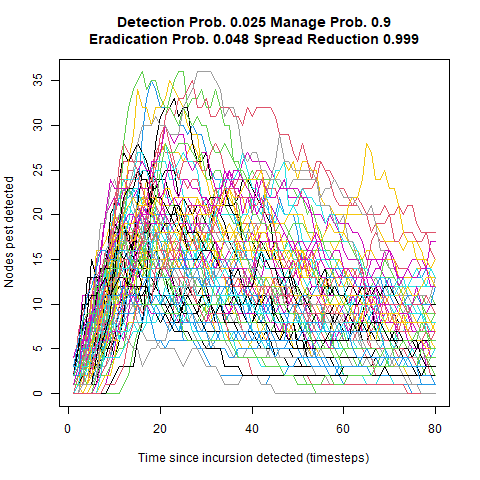 Detection Prob. 0.025 Manage Prob. 0.9
Eradication Prob. 0.048 Spread Reduction 0.999
Nodes pest detected
35
30
25
20
15
10
5
0
0 20 40 60 80
Time since incursion detected (timesteps)